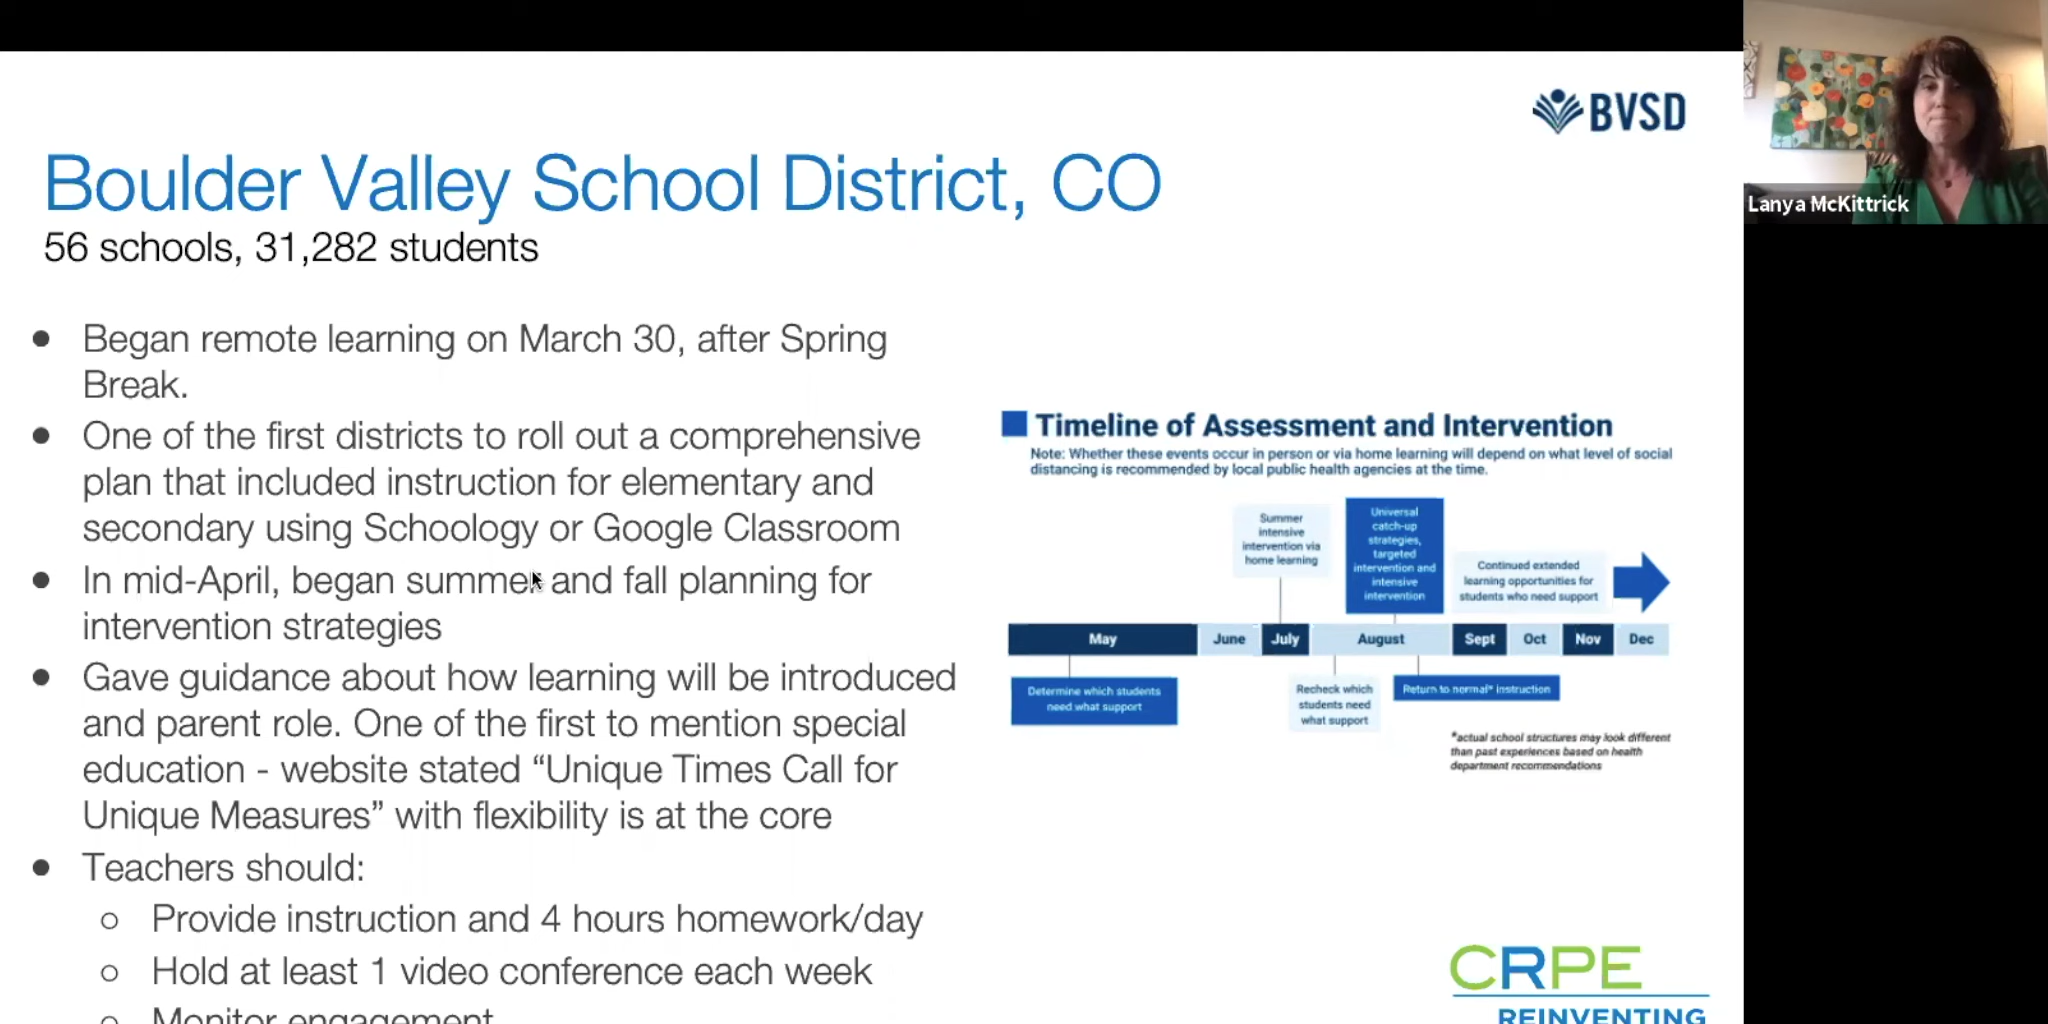 BVSD
Lanya McKittrick
Boulder Valley School District, CO
56 schools, 31,282 students
● Began remote learning on March 30, after Spring
Break.
● One of the first districts to roll out a comprehensive
plan that included instruction for elementary and
secondary using Schoology or Google Classroom
● In mid-April, began summer and fall planning for
intervention strategies
● Gave guidance about how learning will be introduced
and parent role. One of the first to mention special
education - website stated “Unique Times Call for
Unique Measures” with flexibility is at the core
● Teachers should:
○ Provide instruction and 4 hours homework/day
○ Hold at least 1 video conference each week
○ Monitor engagement
Timeline of Assessment and Intervention
Note: Whether these events occur in person or via home learning will depend on what level of social
distancing is recommended by local public health agencies at the time.
Summer
intensive
intervention via
home learning
Universal
catch-up
strategies,
targeted
intervention and
intensive
intervention
Continued extended
learning opportunities for
students who need support
May June July August Sept Oct Nov Dec
Determine which students
need what support
Recheck which
students need
what support
Return to normal* instruction
*actual school structures may look different
than past experiences based on health
department recommendations
CRPE
REINVENTING